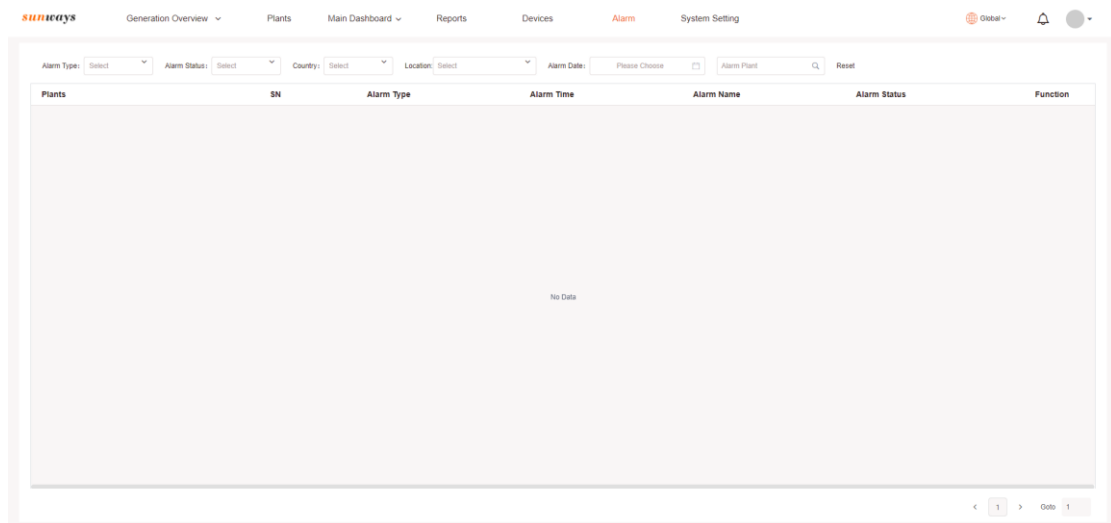 sunways Generation Overview Plants Main Dashboard Reports Devices Alarm System Setting Global
Alarm Type: Select Alarm Status: Select Country: Select Location: Select Alarm Date: Please Choose Alarm Plant Reset
Plants SN Alarm Type Alarm Time Alarm Name Alarm Status Function
No Data
< 1 > Goto 1